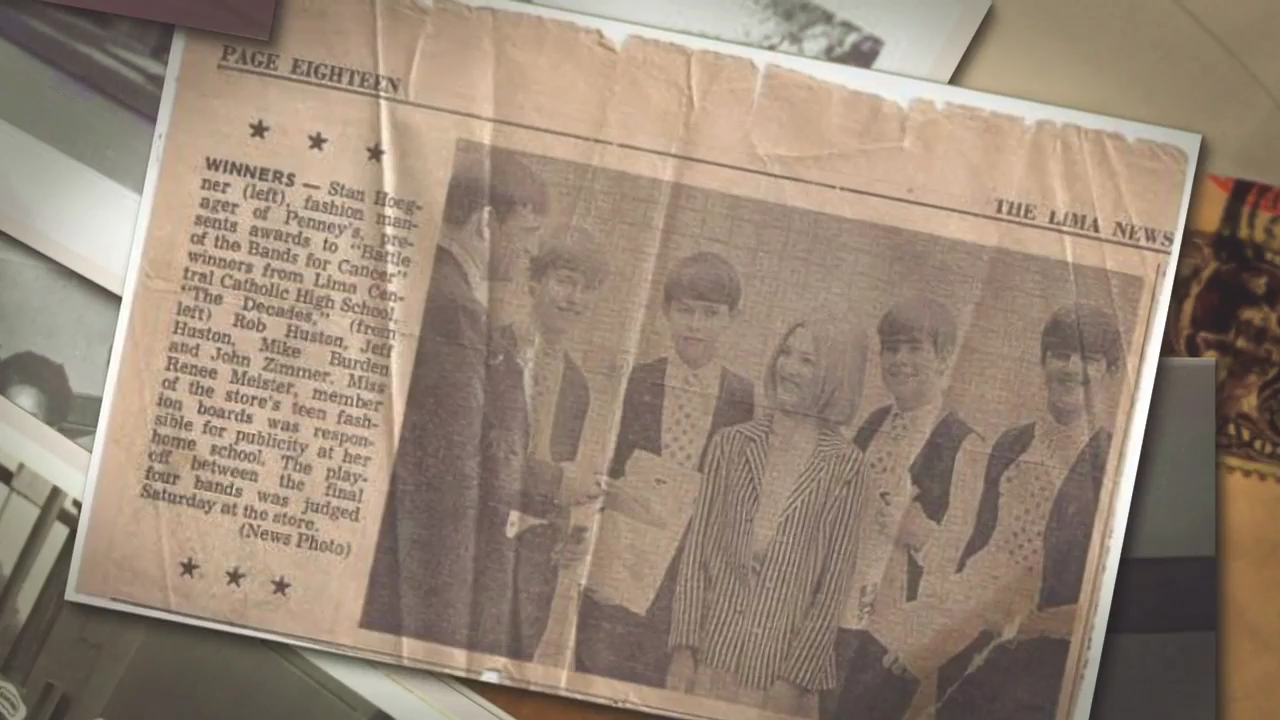 PAGE EIGHTEEN
THE LIMA NEWS
WINNERS — Stan Hoeg-
ner (left), fashion man-
ager of Penney's, pre-
sents awards to "Battle
of the Bands for Cancer"
winners from Lima Cen-
tral Catholic High School,
"The Decades," (from
left) Rob Huston, Jeff
Huston, Mike Burden
and John Zimmer. Miss
Renee Meister, member
of the store's teen fash-
ion boards was respon-
sible for publicity at her
home school. The play-
off between the final
four bands was judged
Saturday at the store.
(News Photo)